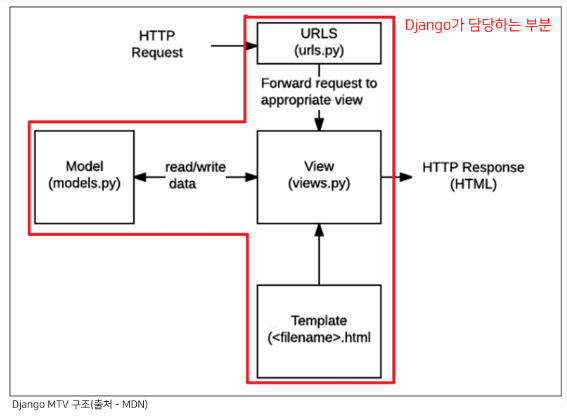 Django가 담당하는 부분
HTTP
Request
URLS
(urls.py)
Forward request to
appropriate view
Model
(models.py)
read/write
data
View
(views.py)
HTTP Response
(HTML)
Template
(<filename>.html
Django MTV 구조(출처 - MDN)